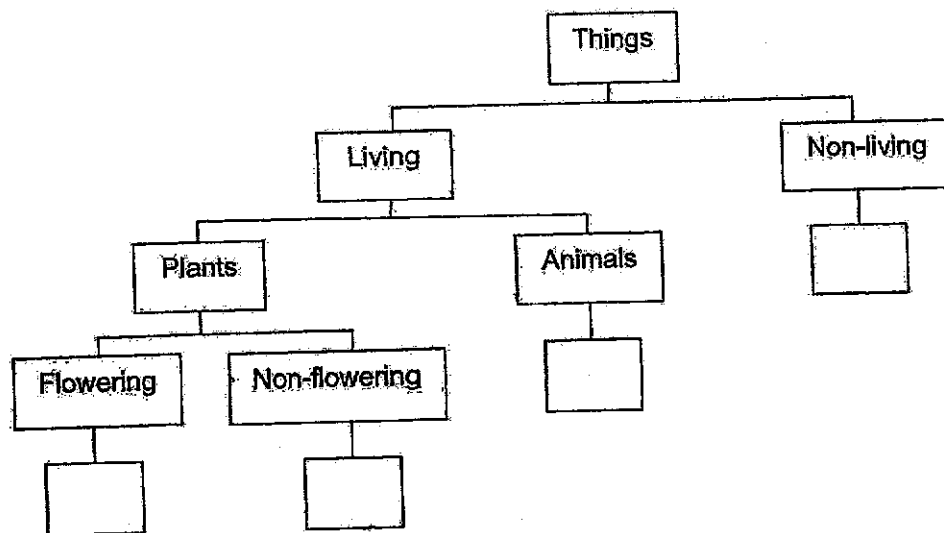 Things
Living
Non-living
Plants
Animals
Flowering
Non-flowering